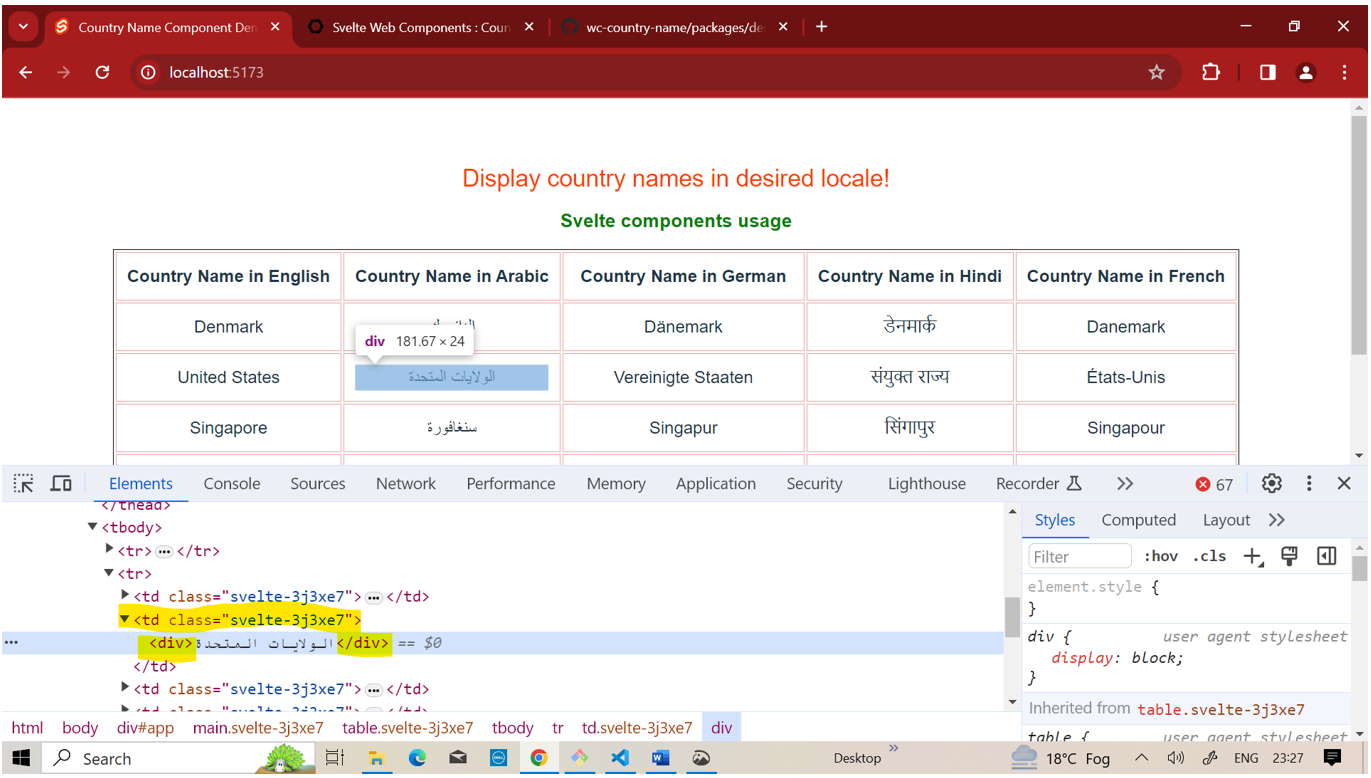 Country Name Component Den
Svelte Web Components : Coun
wc-country-name/packages/de
localhost:5173
Display country names in desired locale!
Svelte components usage
Country Name in English Country Name in Arabic Country Name in German Country Name in Hindi Country Name in French
Denmark Dänemark डेनमार्क Danemark
div 181.67 × 24
United States الولايات المتحدة Vereinigte Staaten संयुक्त राज्य États-Unis
Singapore سنغافورة Singapur सिंगापुर Singapour
Elements Console Sources Network Performance Memory Application Security Lighthouse Recorder 67
</thead>
<tbody>
<tr> ••• </tr>
<tr>
<td class="svelte-3j3xe7"> ••• </td>
<td class="svelte-3j3xe7">
<div>الولايات المتحدة</div> == $0
</td>
<td class="svelte-3j3xe7"> ••• </td>
<td class="svelte-3j3xe7"> ••• </td>
html body div#app main.svelte-3j3xe7 table.svelte-3j3xe7 tbody tr td.svelte-3j3xe7 div
Styles Computed Layout
Filter :hov .cls
element.style {
}
div { user agent stylesheet
display: block;
}
Inherited from table.svelte-3j3xe7
table { user agent stylesheet
Search Desktop 18°C Fog ENG 23:27